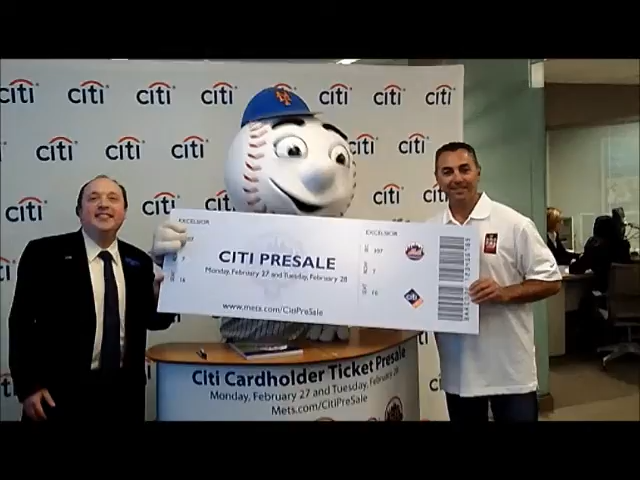 citi citi citi citi citi citi citi
citi citi citi citi citi
citi citi citi citi
EXCELSIOR
CITI PRESALE
Monday, February 27 and Tuesday, February 28
www.mets.com/CitiPreSale
EXCELSIOR
citi
Citi Cardholder Ticket Presale
Monday, February 27 and Tuesday, February 28
Mets.com/CitiPreSale